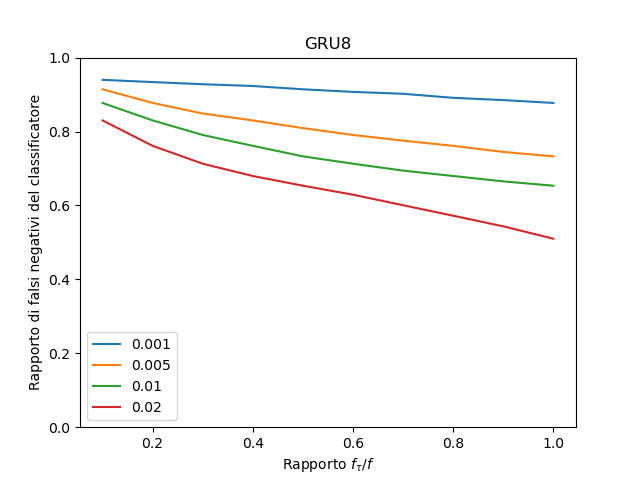 GRU8
Rapporto di falsi negativi del classificatore
1.0
0.8
0.6
0.4
0.2
0.0
0.001
0.005
0.01
0.02
0.2 0.4 0.6 0.8 1.0
Rapporto $f_\tau/f$